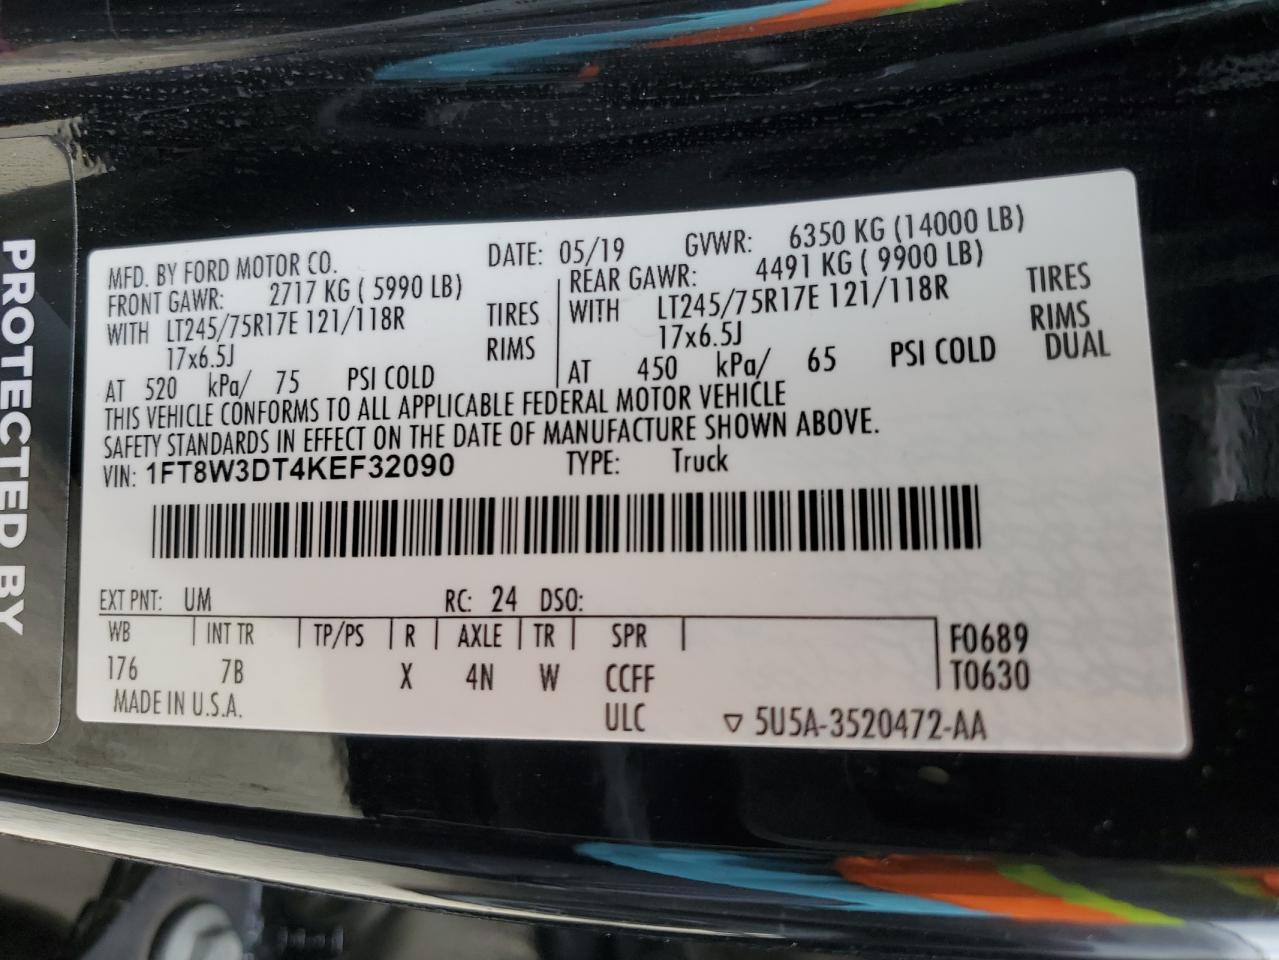 PROTECTED BY
MFD. BY FORD MOTOR CO. DATE: 05/19 GVWR: 6350 KG (14000 LB)
FRONT GAWR: 2717 KG ( 5990 LB) REAR GAWR: 4491 KG ( 9900 LB)
WITH LT245/75R17E 121/118R TIRES WITH LT245/75R17E 121/118R TIRES
17x6.5J RIMS 17x6.5J RIMS
AT 520 kPa/ 75 PSI COLD AT 450 kPa/ 65 PSI COLD DUAL
THIS VEHICLE CONFORMS TO ALL APPLICABLE FEDERAL MOTOR VEHICLE
SAFETY STANDARDS IN EFFECT ON THE DATE OF MANUFACTURE SHOWN ABOVE.
VIN: 1FT8W3DT4KEF32090 TYPE: Truck
EXT PNT: UM RC: 24 DSO:
WB INT TR TP/PS R AXLE TR SPR F0689
176 7B X 4N W CCFF T0630
MADE IN U.S.A. ULC ▽ 5U5A-3520472-AA